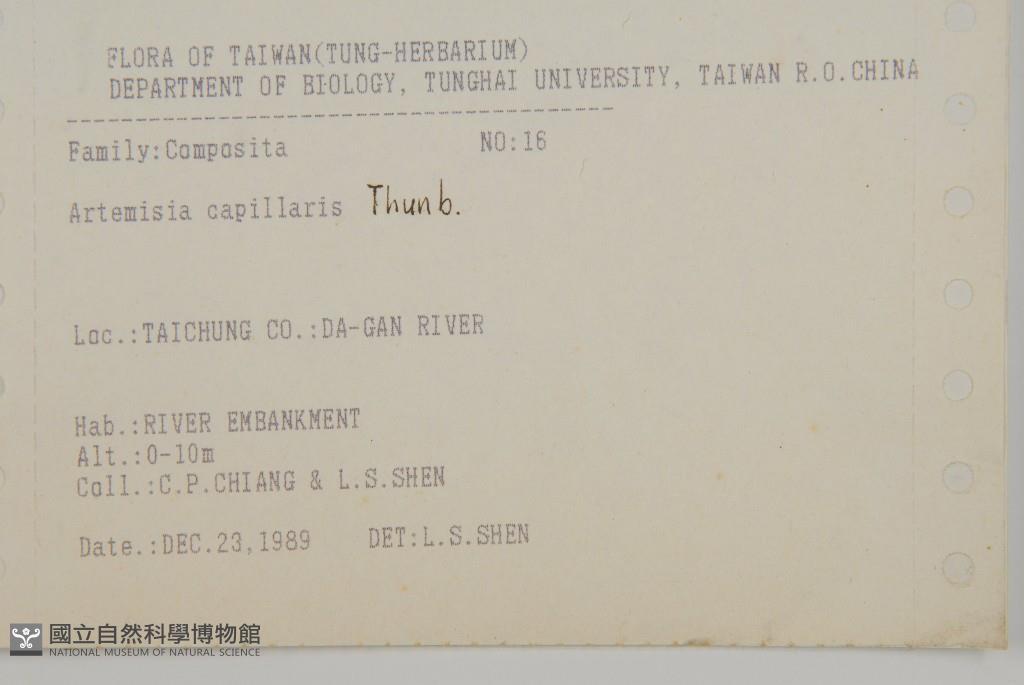 FLORA OF TAIWAN(TUNG-HERBARIUM)
DEPARTMENT OF BIOLOGY, TUNGHAI UNIVERSITY, TAIWAN R.O.CHINA
----------------------------------------
Family:Composita NO:16
Artemisia capillaris Thunb.
Loc.:TAICHUNG CO.:DA-GAN RIVER
Hab.:RIVER EMBANKMENT
Alt.:0-10m
Coll.:C.P.CHIANG & L.S.SHEN
Date.:DEC.23,1989 DET:L.S.SHEN
國立自然科學博物館
NATIONAL MUSEUM OF NATURAL SCIENCE